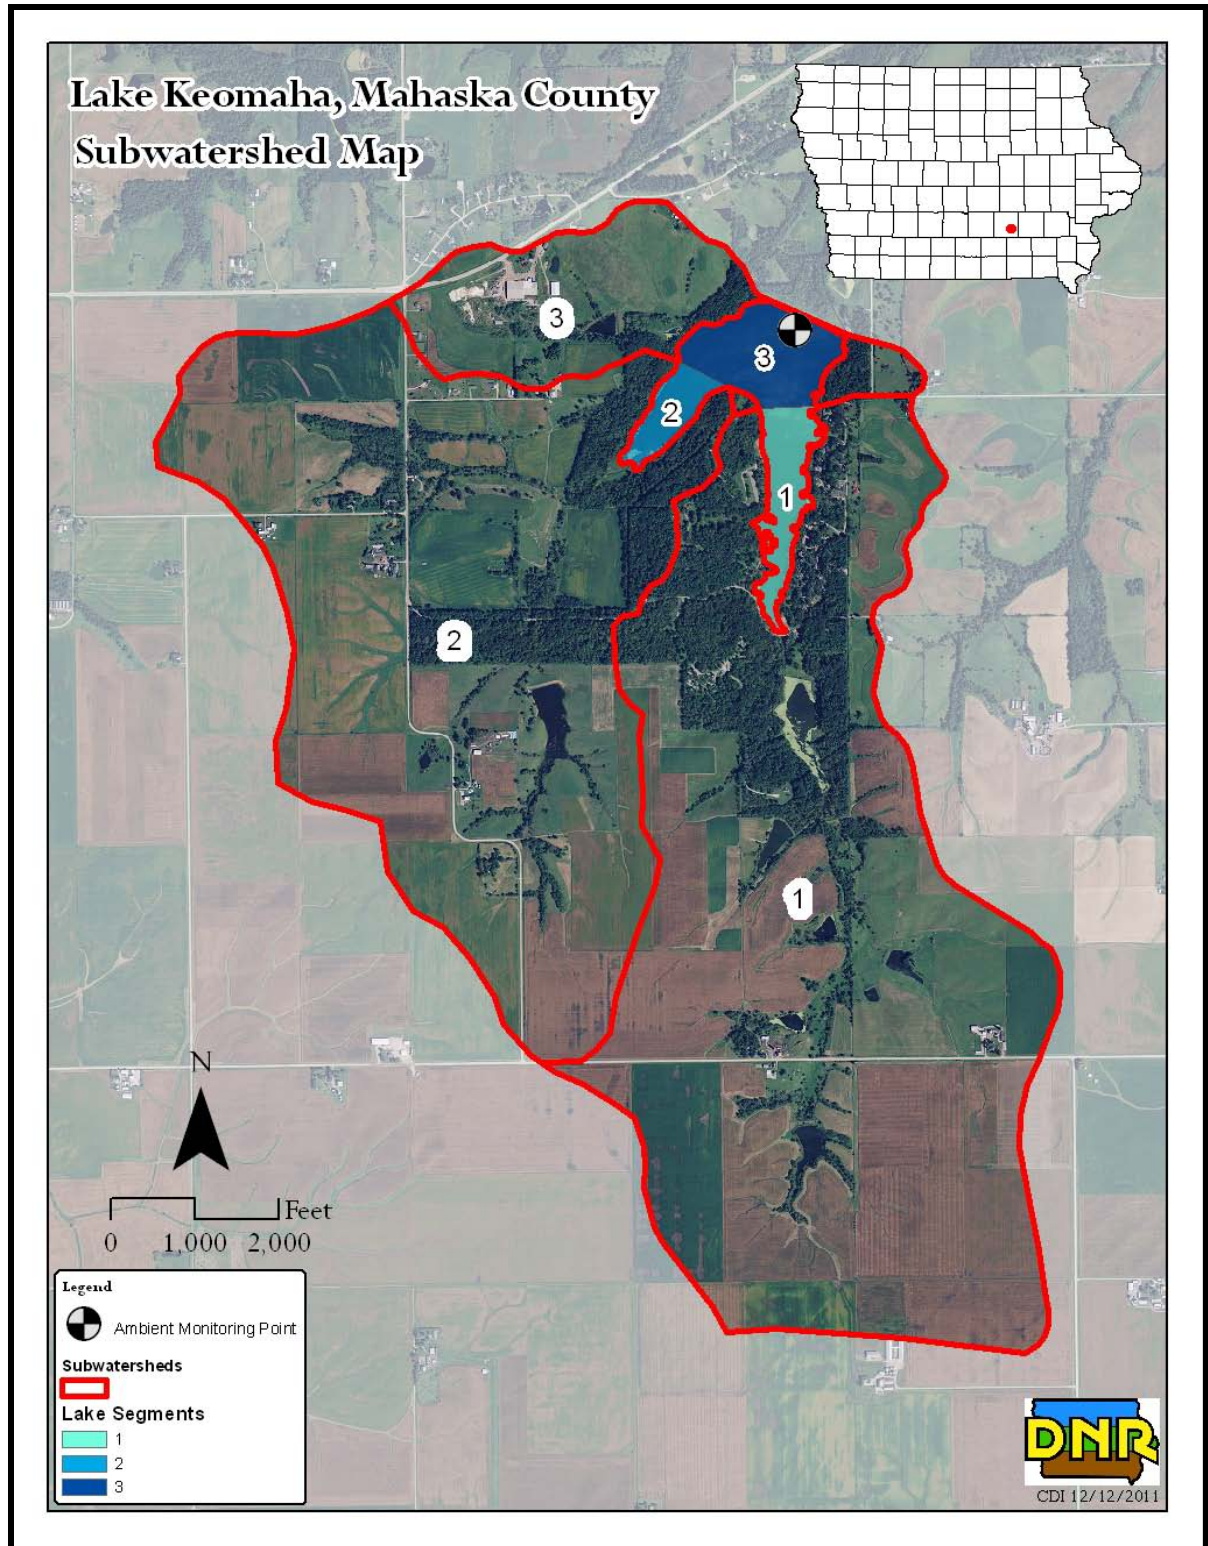 Lake Keomaha, Mahaska County
Subwatershed Map
3
3
2
1
2
1
N
Feet
0 1,000 2,000
Legend
Ambient Monitoring Point
Subwatersheds
Lake Segments
1
2
3
DNR
CDI 12/12/2011